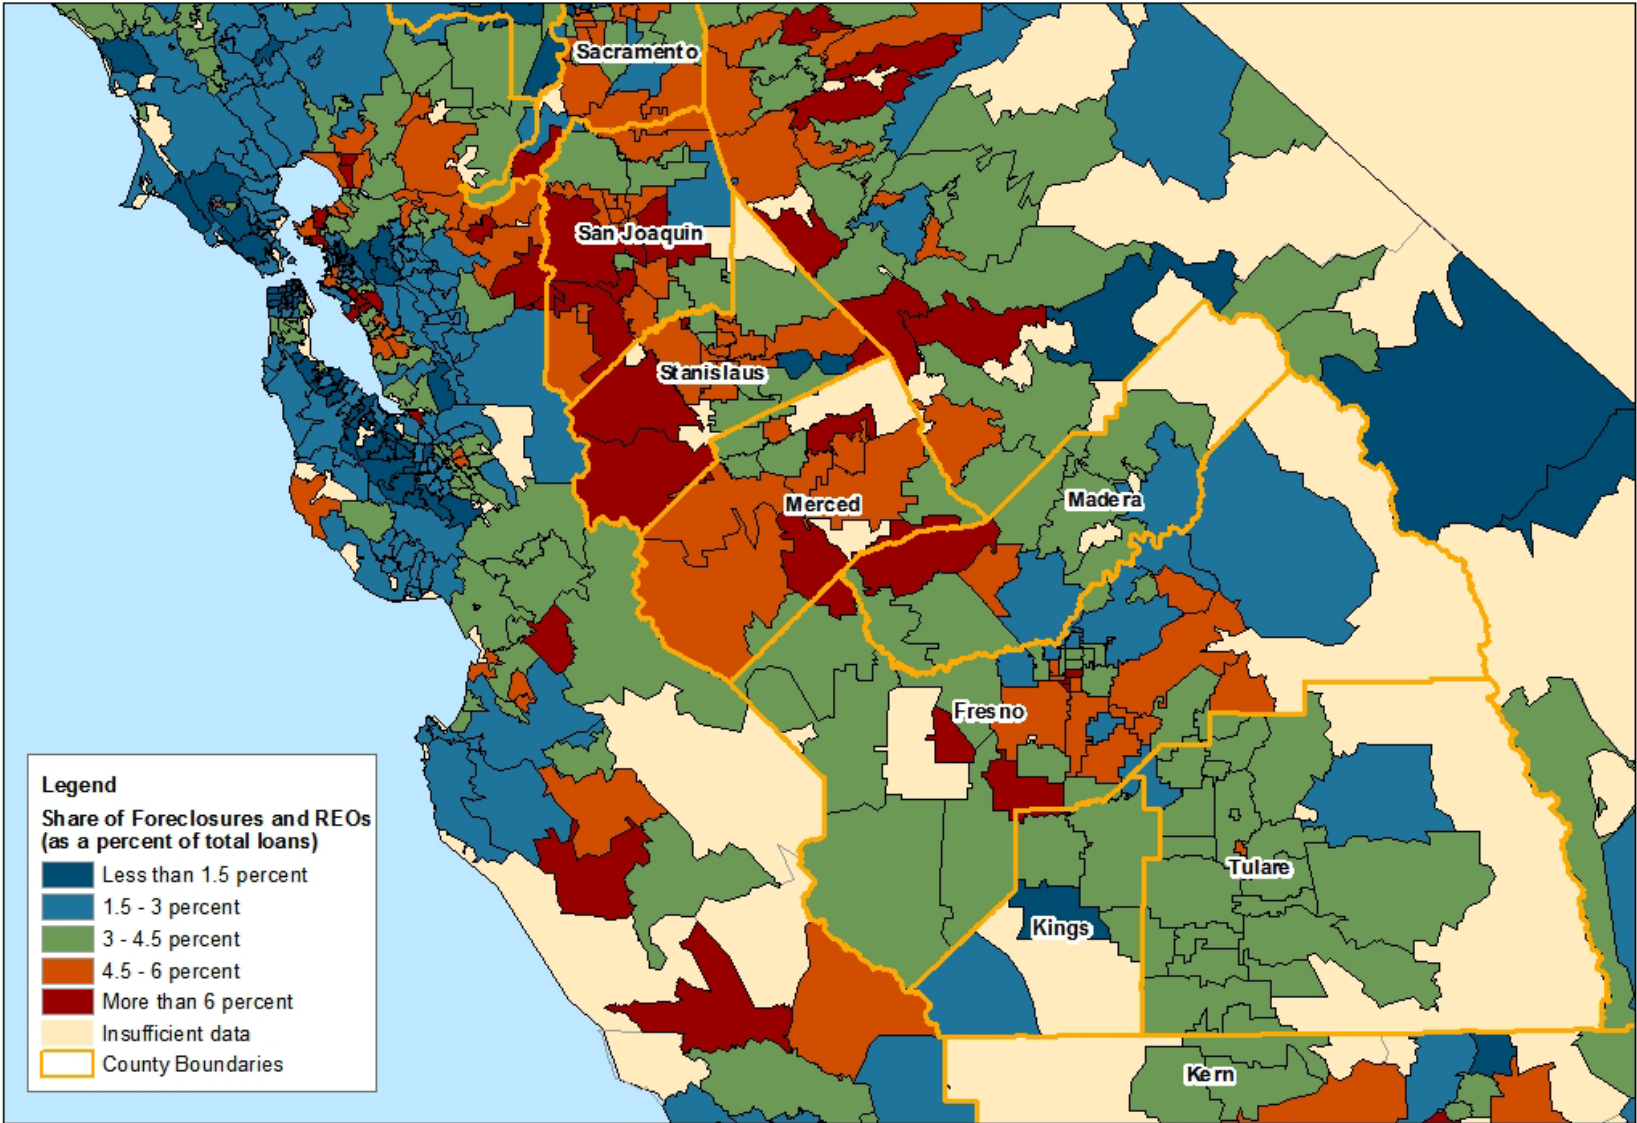 Sacramento
San Joaquin
Stanislaus
Merced
Madera
Fresno
Tulare
Kings
Kern
Legend
Share of Foreclosures and REOs
(as a percent of total loans)
Less than 1.5 percent
1.5 - 3 percent
3 - 4.5 percent
4.5 - 6 percent
More than 6 percent
Insufficient data
County Boundaries